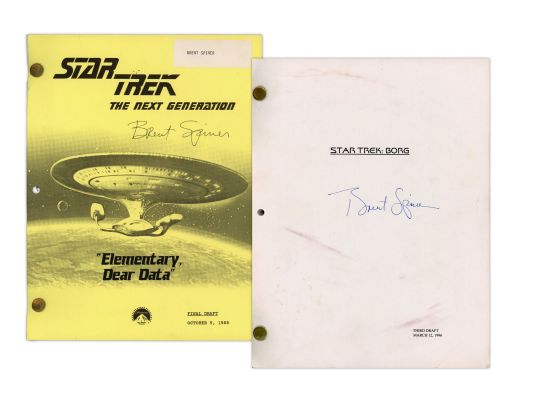 BRENT SPINER
STAR TREK
THE NEXT GENERATION
Brent Spiner
"Elementary,
Dear Data"
FINAL DRAFT
OCTOBER 5, 1988
STAR TREK: BORG
Brent Spiner
THIRD DRAFT
MARCH 12, 1996